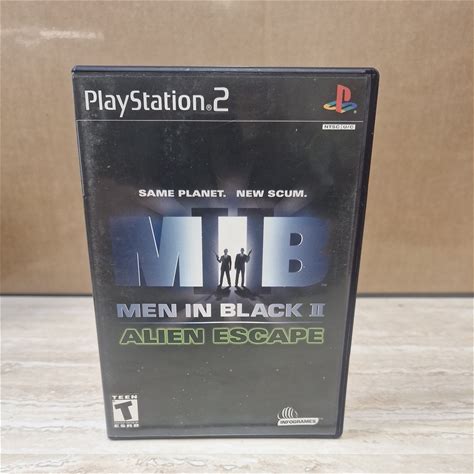 PlayStation®2
NTSC U/C
SAME PLANET. NEW SCUM.
MIIB
MEN IN BLACK II
ALIEN ESCAPE
TEEN
T
ESRB
INFOGRAMES